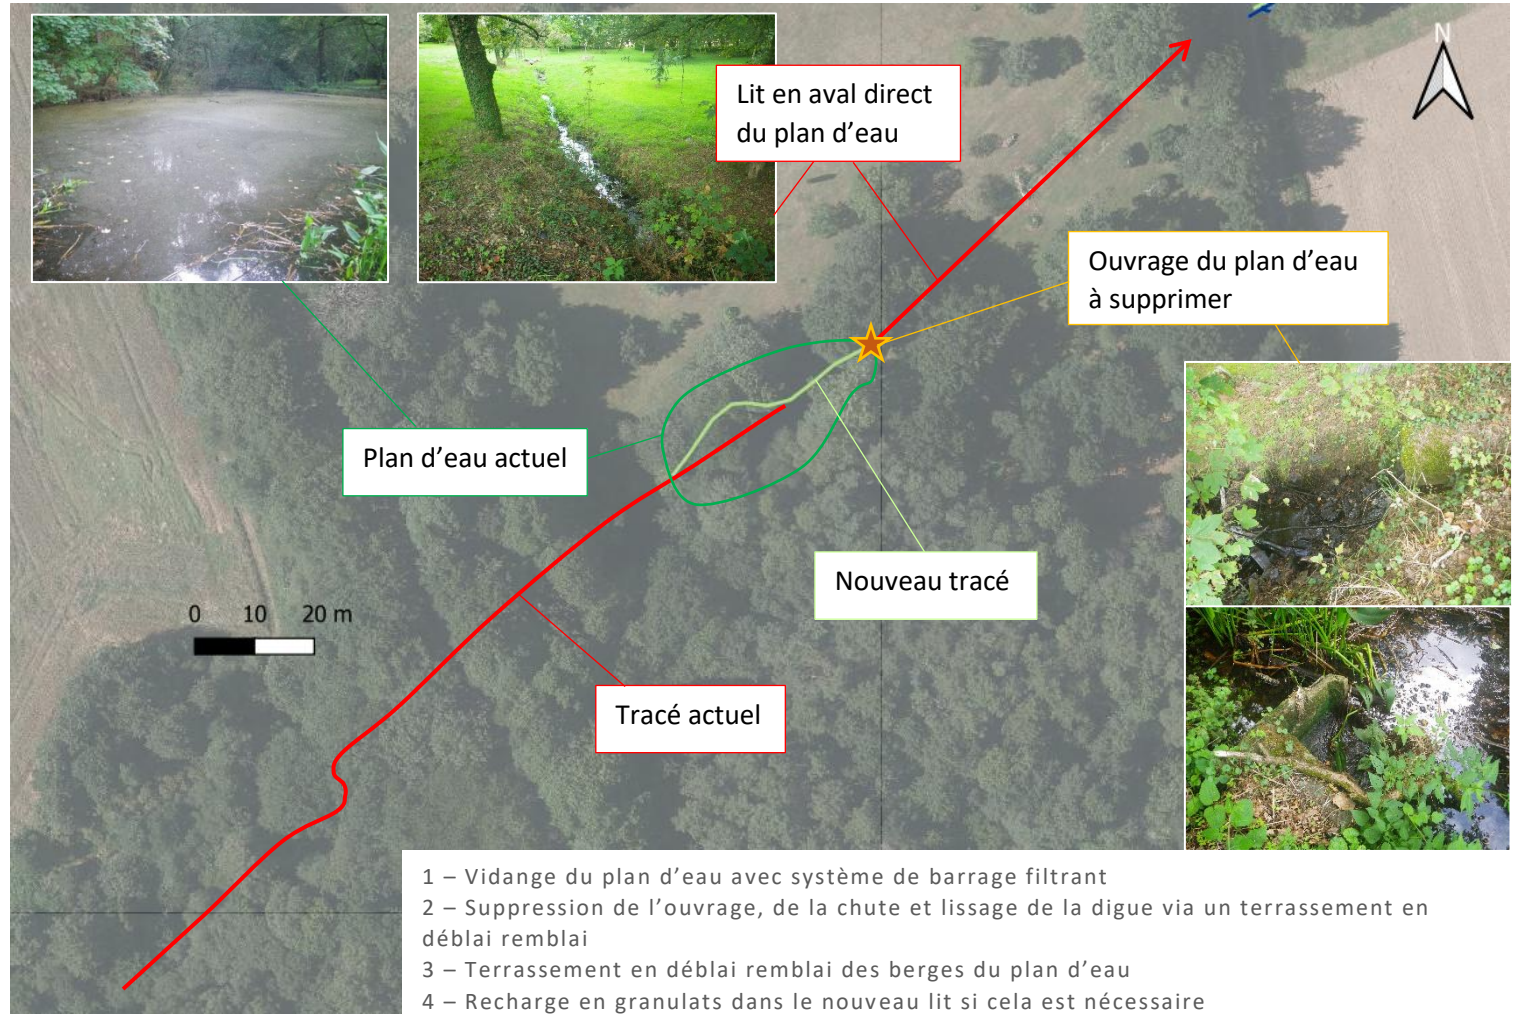 Lit en aval direct
du plan d’eau
N
Ouvrage du plan d’eau
à supprimer
Plan d’eau actuel
Nouveau tracé
0 10 20 m
Tracé actuel
1 – Vidange du plan d’eau avec système de barrage filtrant
2 – Suppression de l’ouvrage, de la chute et lissage de la digue via un terrassement en
déblai remblai
3 – Terrassement en déblai remblai des berges du plan d’eau
4 – Recharge en granulats dans le nouveau lit si cela est nécessaire